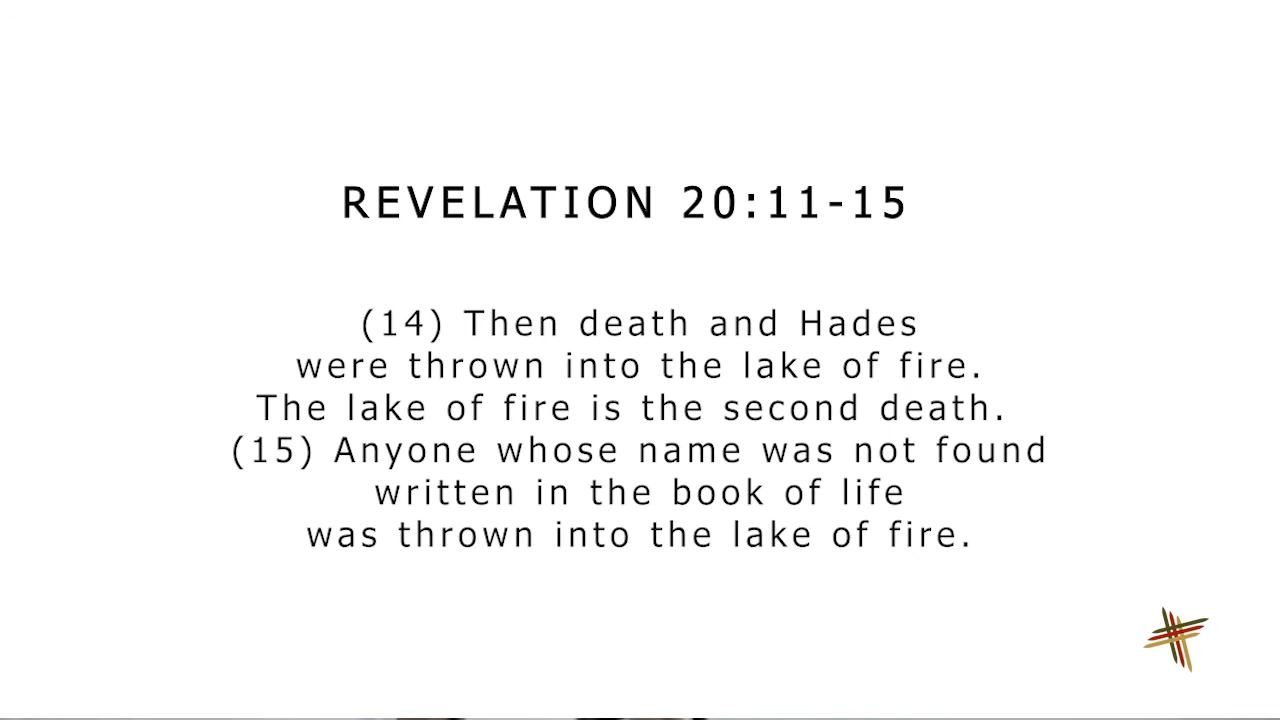 REVELATION 20:11-15
(14) Then death and Hades
were thrown into the lake of fire.
The lake of fire is the second death.
(15) Anyone whose name was not found
written in the book of life
was thrown into the lake of fire.